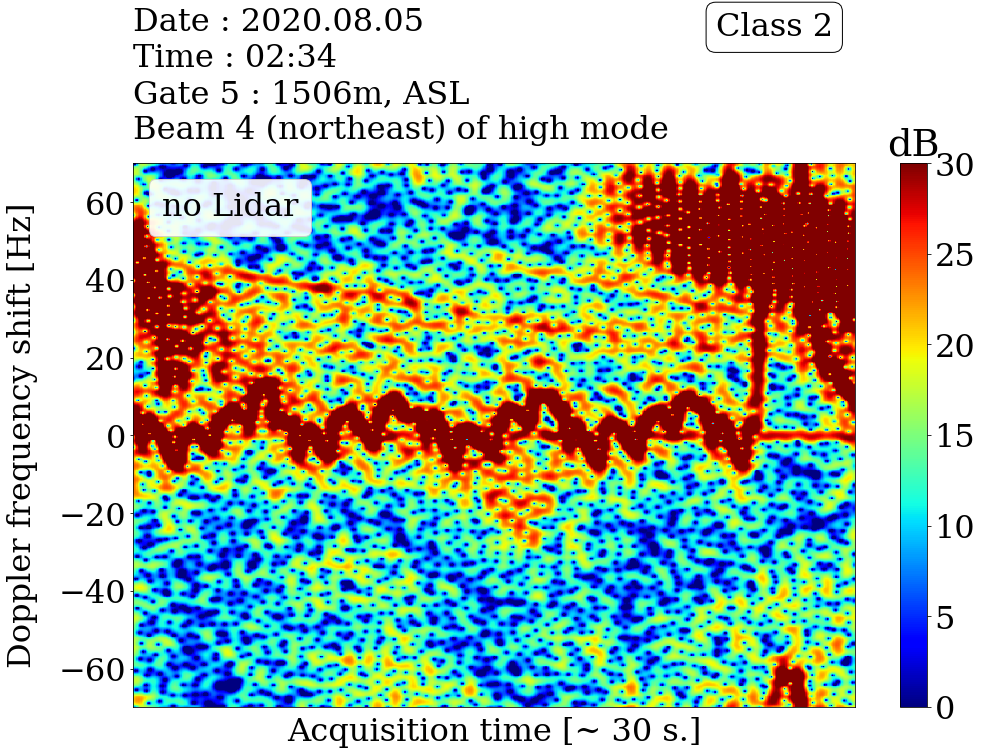 Date : 2020.08.05
Time : 02:34
Gate 5 : 1506m, ASL
Beam 4 (northeast) of high mode
Class 2
dB
no Lidar
Doppler frequency shift [Hz]
60
40
20
0
−20
−40
−60
30
25
20
15
10
5
0
Acquisition time [~ 30 s.]